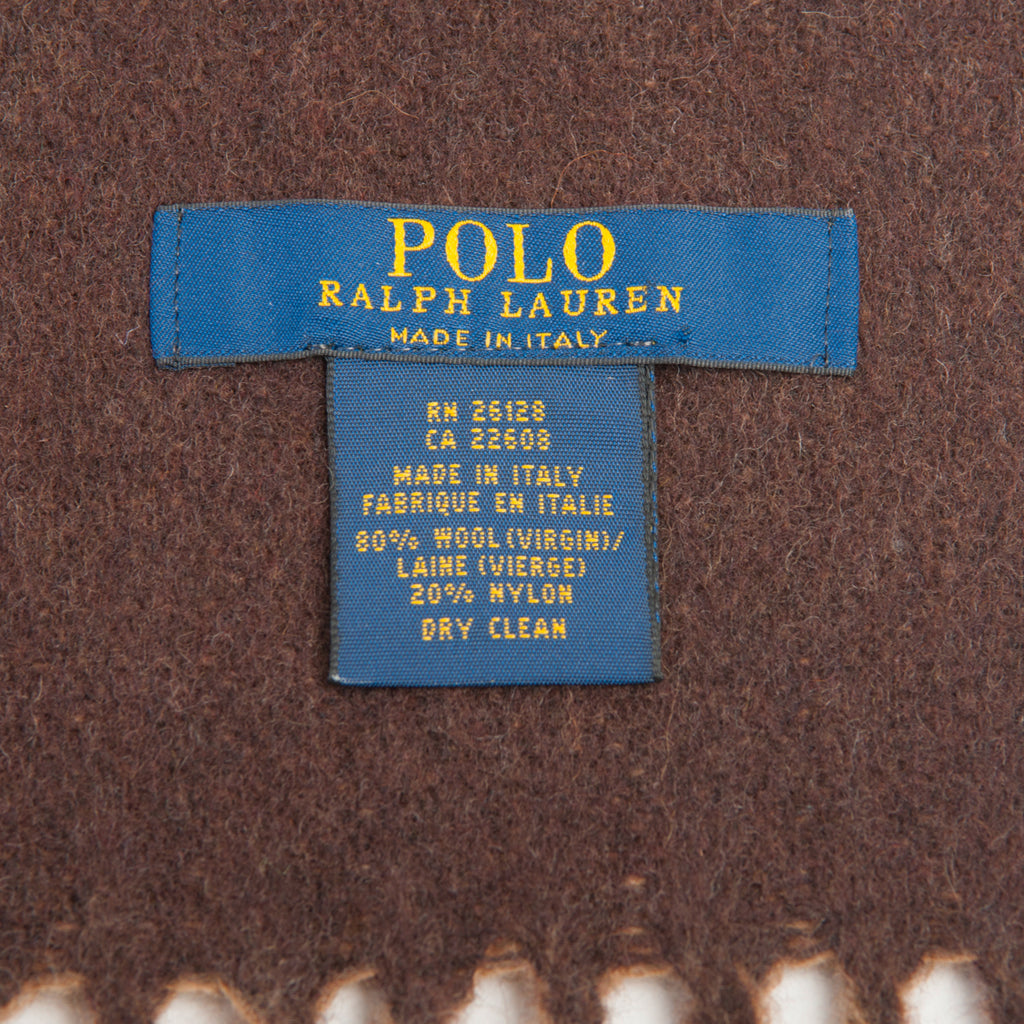 POLO
RALPH LAUREN
MADE IN ITALY
RN 26128
CA 22608
MADE IN ITALY
FABRIQUE EN ITALIE
80% WOOL(VIRGIN)/
LAINE (VIERGE)
20% NYLON
DRY CLEAN